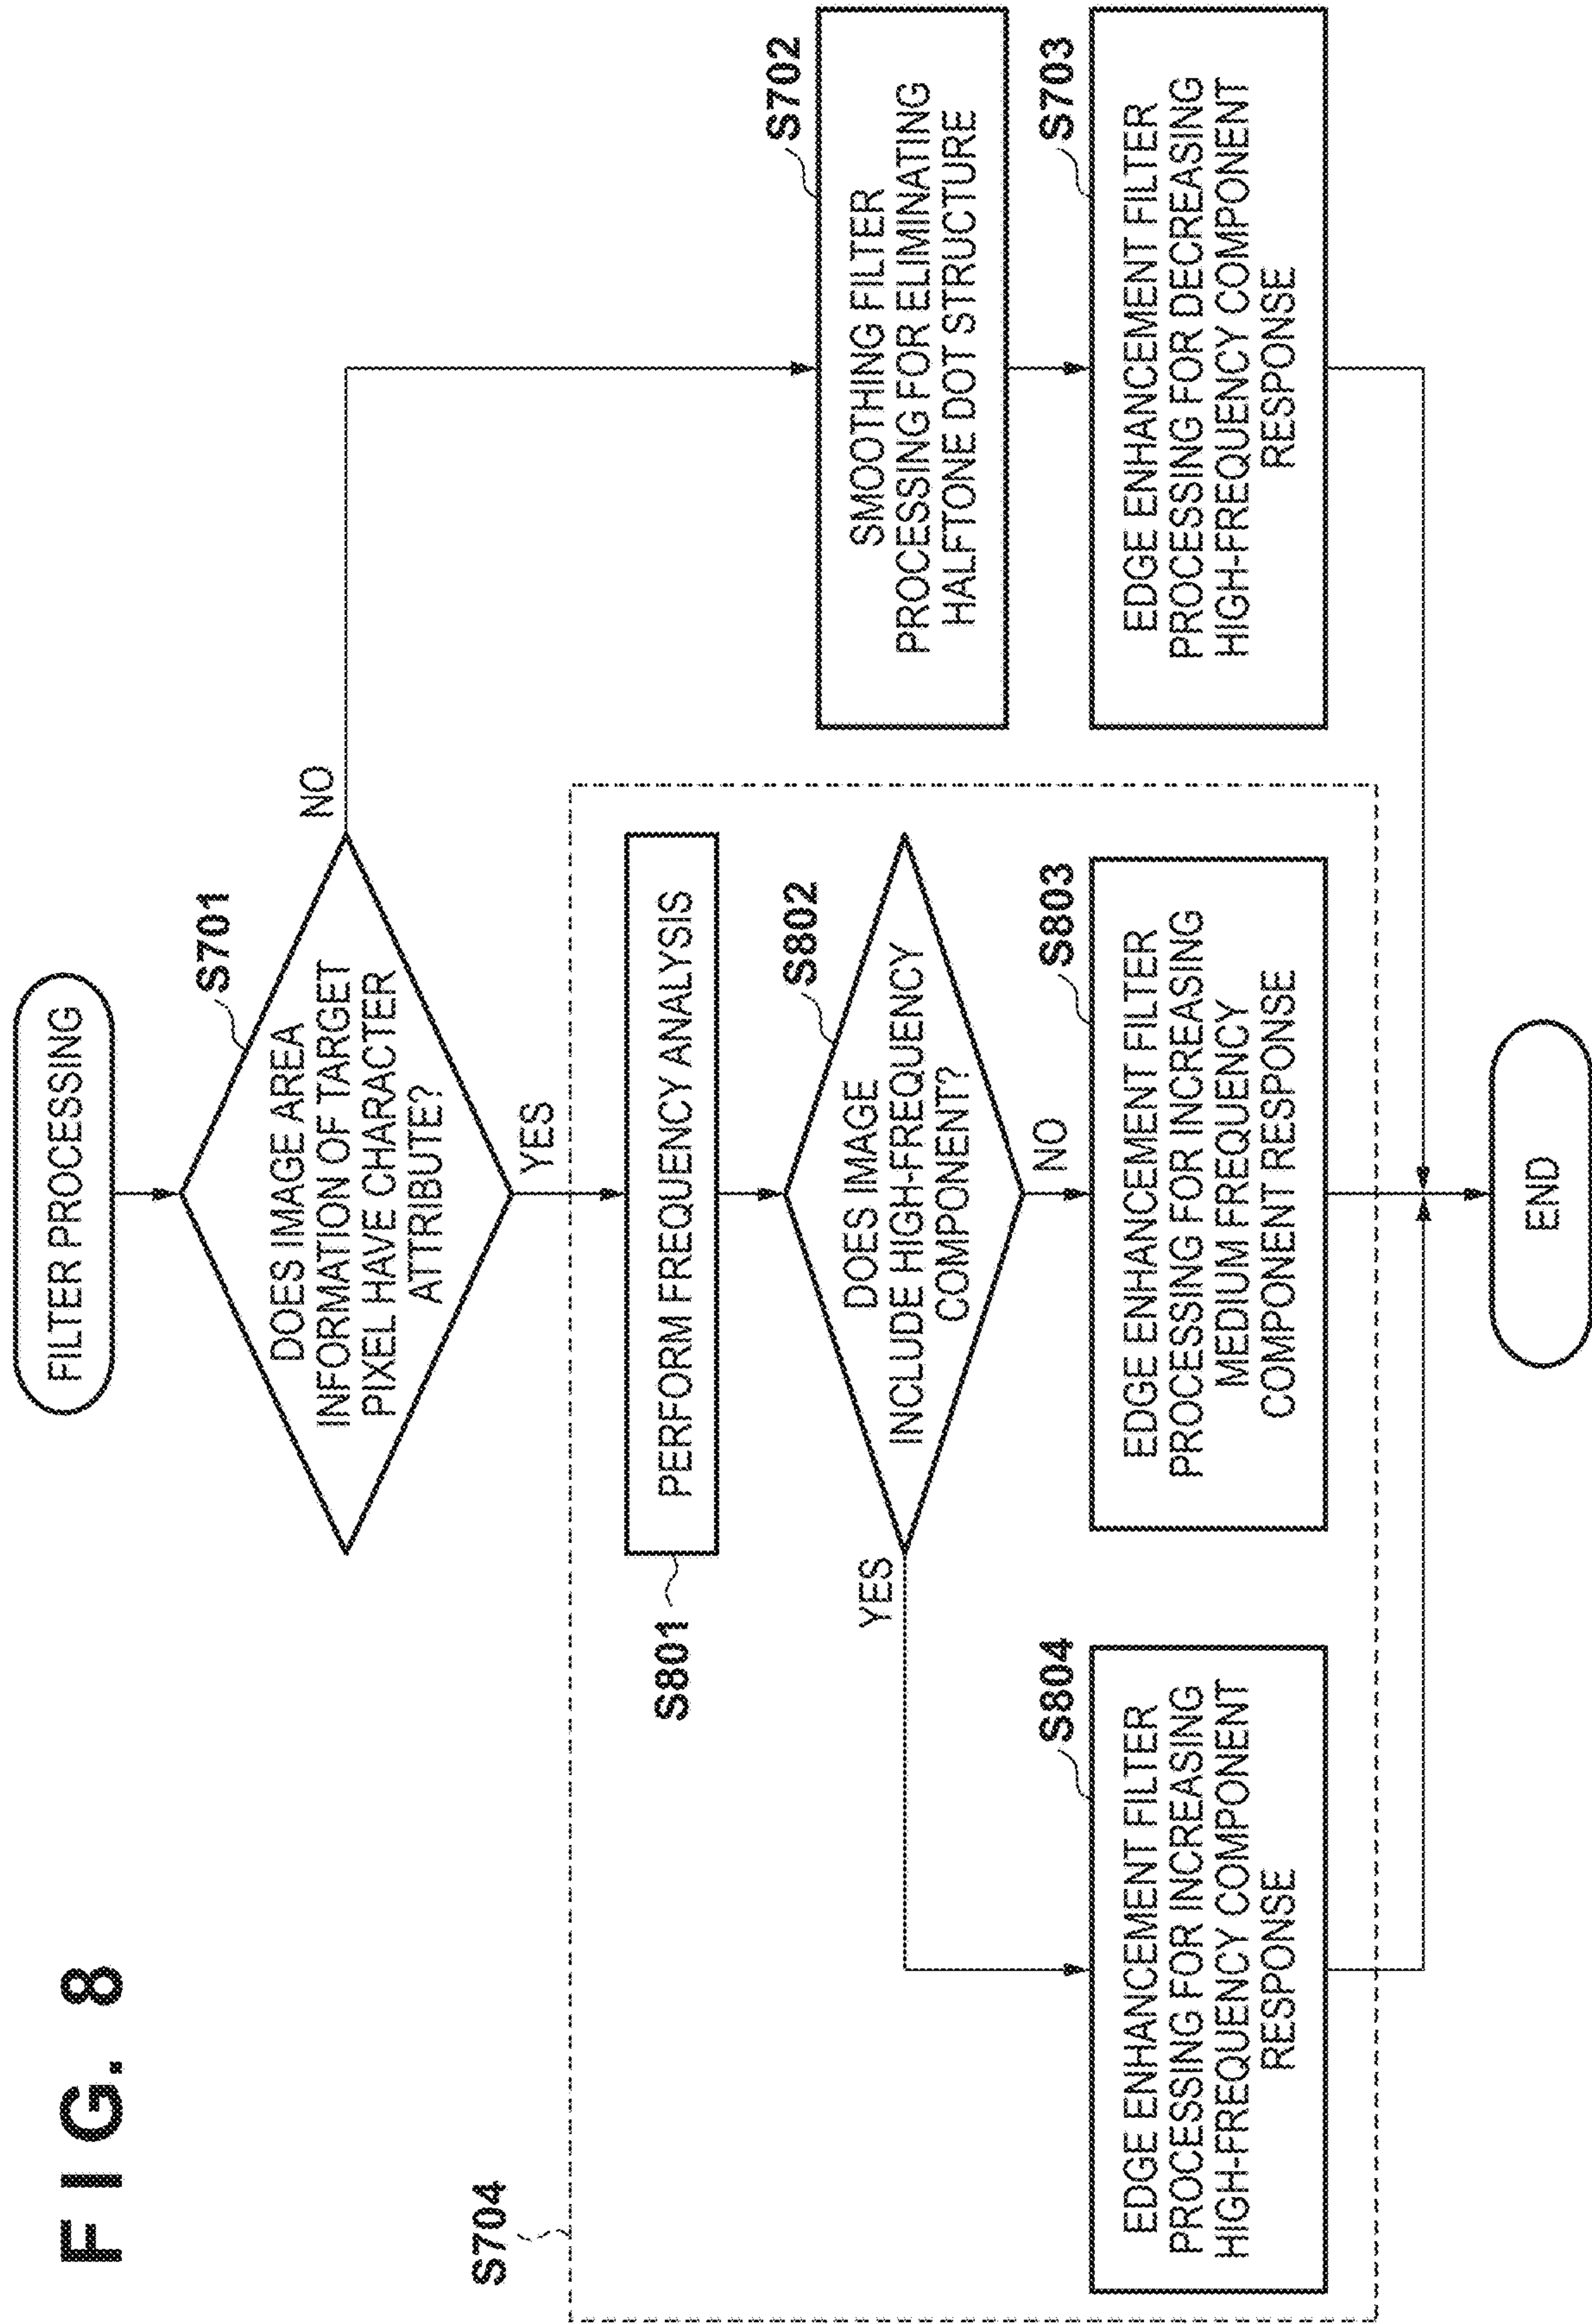 FIG. 8
FILTER PROCESSING
S701
DOES IMAGE AREA
INFORMATION OF TARGET
PIXEL HAVE CHARACTER
ATTRIBUTE?
NO
YES
S704
S801
PERFORM FREQUENCY ANALYSIS
S802
DOES IMAGE
INCLUDE HIGH-FREQUENCY
COMPONENT?
YES
NO
S702
SMOOTHING FILTER
PROCESSING FOR ELIMINATING
HALFTONE DOT STRUCTURE
S804
EDGE ENHANCEMENT FILTER
PROCESSING FOR INCREASING
HIGH-FREQUENCY COMPONENT
RESPONSE
S803
EDGE ENHANCEMENT FILTER
PROCESSING FOR INCREASING
MEDIUM FREQUENCY
COMPONENT RESPONSE
S703
EDGE ENHANCEMENT FILTER
PROCESSING FOR DECREASING
HIGH-FREQUENCY COMPONENT
RESPONSE
END